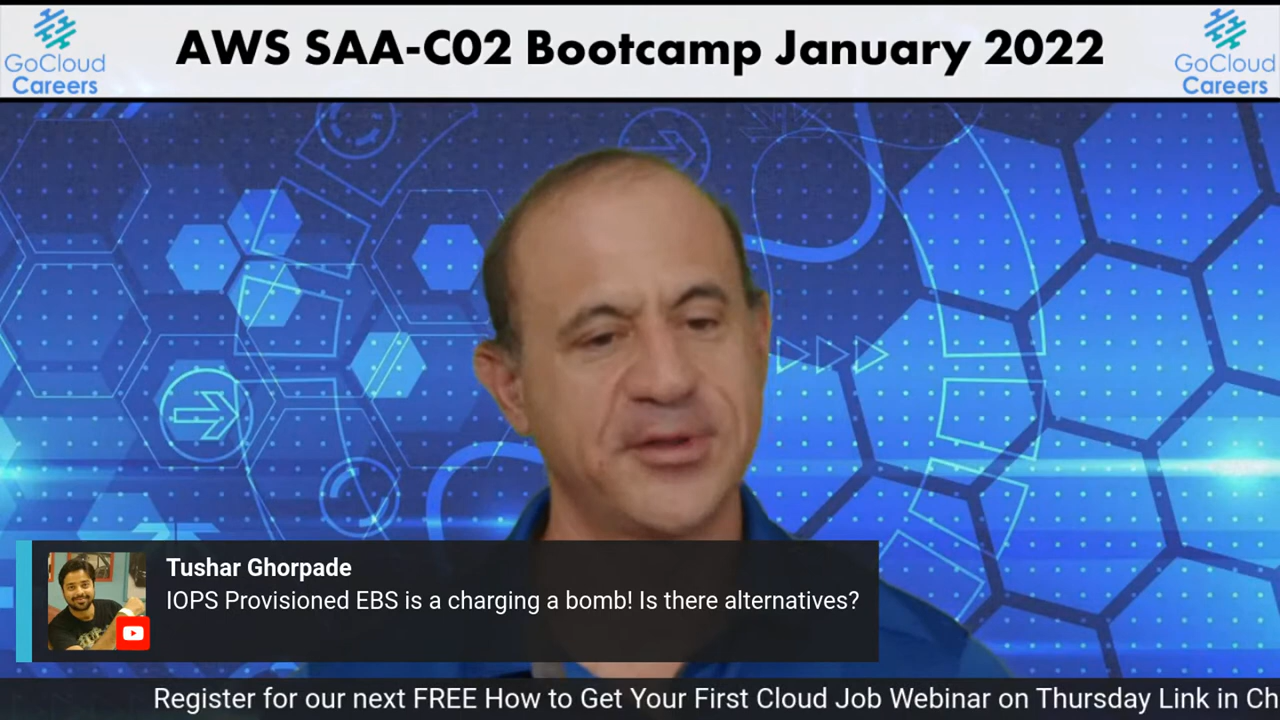 GoCloud
Careers
AWS SAA-C02 Bootcamp January 2022
GoCloud
Careers
Tushar Ghorpade
IOPS Provisioned EBS is a charging a bomb! Is there alternatives?
Register for our next FREE How to Get Your First Cloud Job Webinar on Thursday Link in Ch